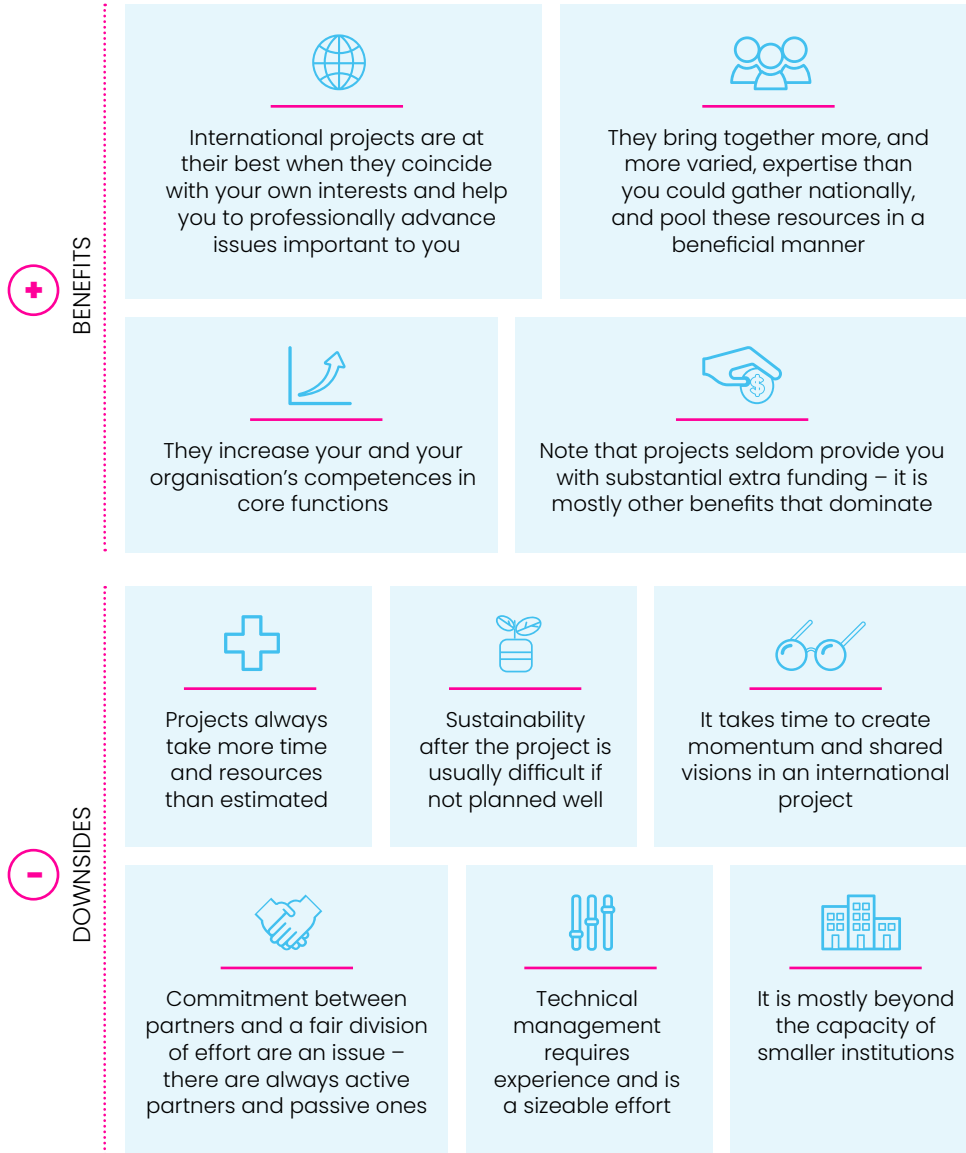 BENEFITS
International projects are at
their best when they coincide
with your own interests and help
you to professionally advance
issues important to you
They bring together more, and
more varied, expertise than
you could gather nationally,
and pool these resources in a
beneficial manner
They increase your and your
organisation's competences in
core functions
$
Note that projects seldom provide you
with substantial extra funding – it is
mostly other benefits that dominate
DOWNSIDES
Projects always
take more time
and resources
than estimated
Sustainability
after the project is
usually difficult if
not planned well
It takes time to create
momentum and shared
visions in an international
project
Commitment between
partners and a fair division
of effort are an issue –
there are always active
partners and passive ones
Technical
management
requires
experience and is
a sizeable effort
It is mostly beyond
the capacity of
smaller institutions